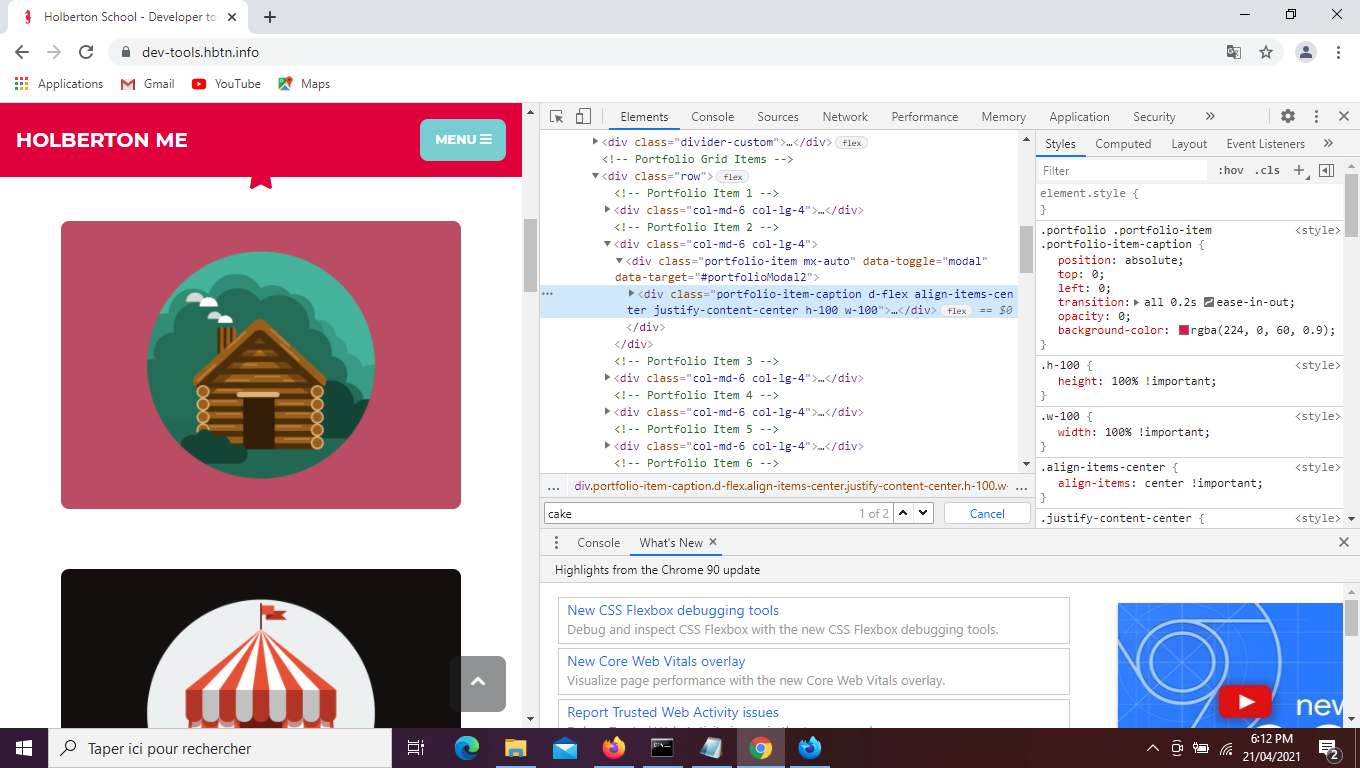 Holberton School - Developer to
dev-tools.hbtn.info
Applications
Gmail
YouTube
Maps
HOLBERTON ME
MENU
Elements
Console
Sources
Network
Performance
Memory
Application
Security
<div class="divider-custom">…</div> flex
<!-- Portfolio Grid Items -->
<div class="row"> flex
<!-- Portfolio Item 1 -->
<div class="col-md-6 col-lg-4">…</div>
<!-- Portfolio Item 2 -->
<div class="col-md-6 col-lg-4">
<div class="portfolio-item mx-auto" data-toggle="modal"
data-target="#portfolioModal2">
<div class="portfolio-item-caption d-flex align-items-cen
ter justify-content-center h-100 w-100">…</div> flex == $0
</div>
</div>
<!-- Portfolio Item 3 -->
<div class="col-md-6 col-lg-4">…</div>
<!-- Portfolio Item 4 -->
<div class="col-md-6 col-lg-4">…</div>
<!-- Portfolio Item 5 -->
<div class="col-md-6 col-lg-4">…</div>
<!-- Portfolio Item 6 -->
... div.portfolio-item-caption.d-flex.align-items-center.justify-content-center.h-100.w- ...
cake
1 of 2
Cancel
Styles
Computed
Layout
Event Listeners
Filter
:hov .cls +
element.style {
}
.portfolio .portfolio-item <style>
.portfolio-item-caption {
position: absolute;
top: 0;
left: 0;
transition: all 0.2s ease-in-out;
opacity: 0;
background-color: rgba(224, 0, 60, 0.9);
}
.h-100 { <style>
height: 100% !important;
}
.w-100 { <style>
width: 100% !important;
}
.align-items-center { <style>
align-items: center !important;
}
.justify-content-center { <style>
Console
What's New
Highlights from the Chrome 90 update
New CSS Flexbox debugging tools
Debug and inspect CSS Flexbox with the new CSS Flexbox debugging tools.
New Core Web Vitals overlay
Visualize page performance with the new Core Web Vitals overlay.
Report Trusted Web Activity issues
new
Taper ici pour rechercher
6:12 PM
21/04/2021
2